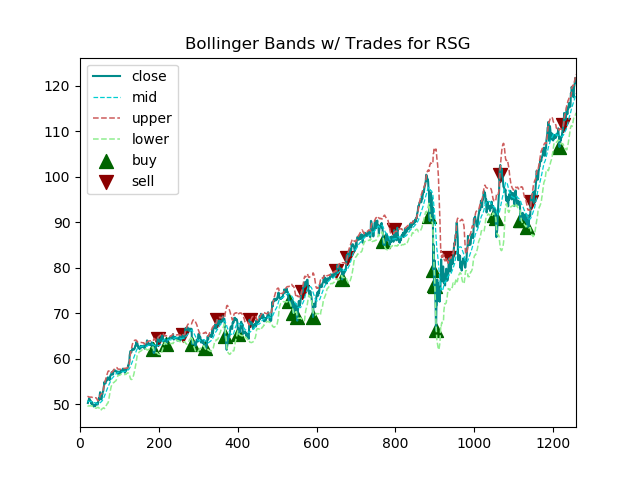 Bollinger Bands w/ Trades for RSG
close
mid
upper
lower
buy
sell
120
110
100
90
80
70
60
50
0 200 400 600 800 1000 1200